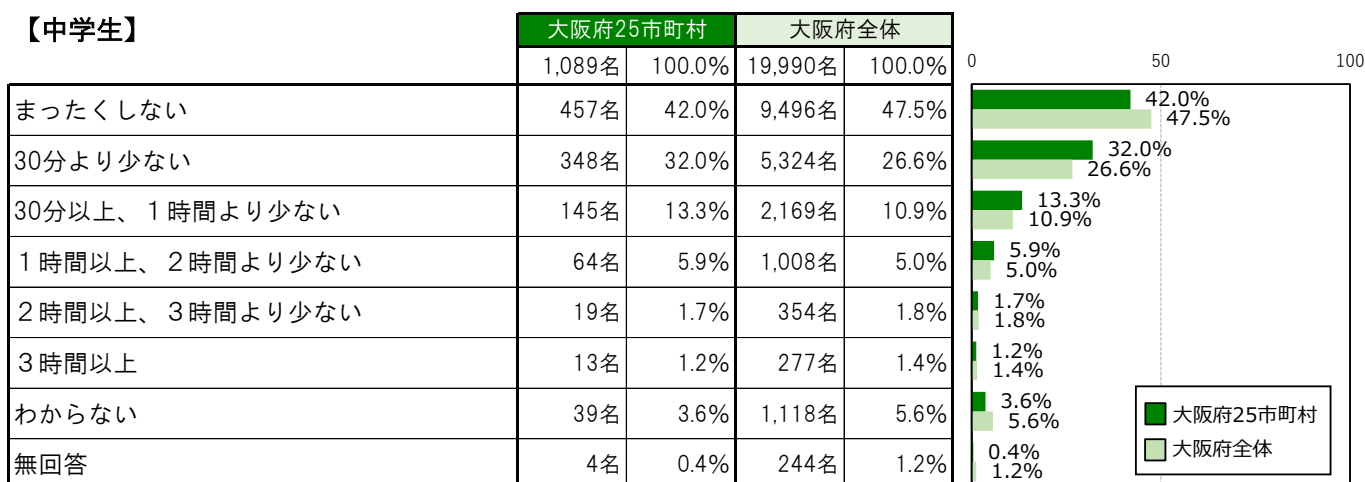 【中学生】
大阪府25市町村 大阪府全体
1,089名 100.0% 19,990名 100.0%
0 50 100
まったくしない 457名 42.0% 9,496名 47.5%
42.0%
47.5%
30分より少ない 348名 32.0% 5,324名 26.6%
32.0%
26.6%
30分以上、１時間より少ない 145名 13.3% 2,169名 10.9%
13.3%
10.9%
１時間以上、２時間より少ない 64名 5.9% 1,008名 5.0%
5.9%
5.0%
２時間以上、３時間より少ない 19名 1.7% 354名 1.8%
1.7%
1.8%
３時間以上 13名 1.2% 277名 1.4%
1.2%
1.4%
わからない 39名 3.6% 1,118名 5.6%
3.6%
5.6%
無回答 4名 0.4% 244名 1.2%
0.4%
1.2%
大阪府25市町村
大阪府全体